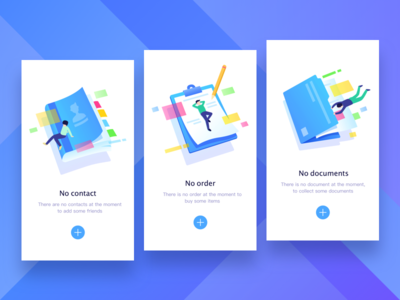 No contact
There are no contacts at the moment
to add some friends
No order
There is no order at the moment to
buy some items
No documents
There is no document at the moment,
to collect some documents